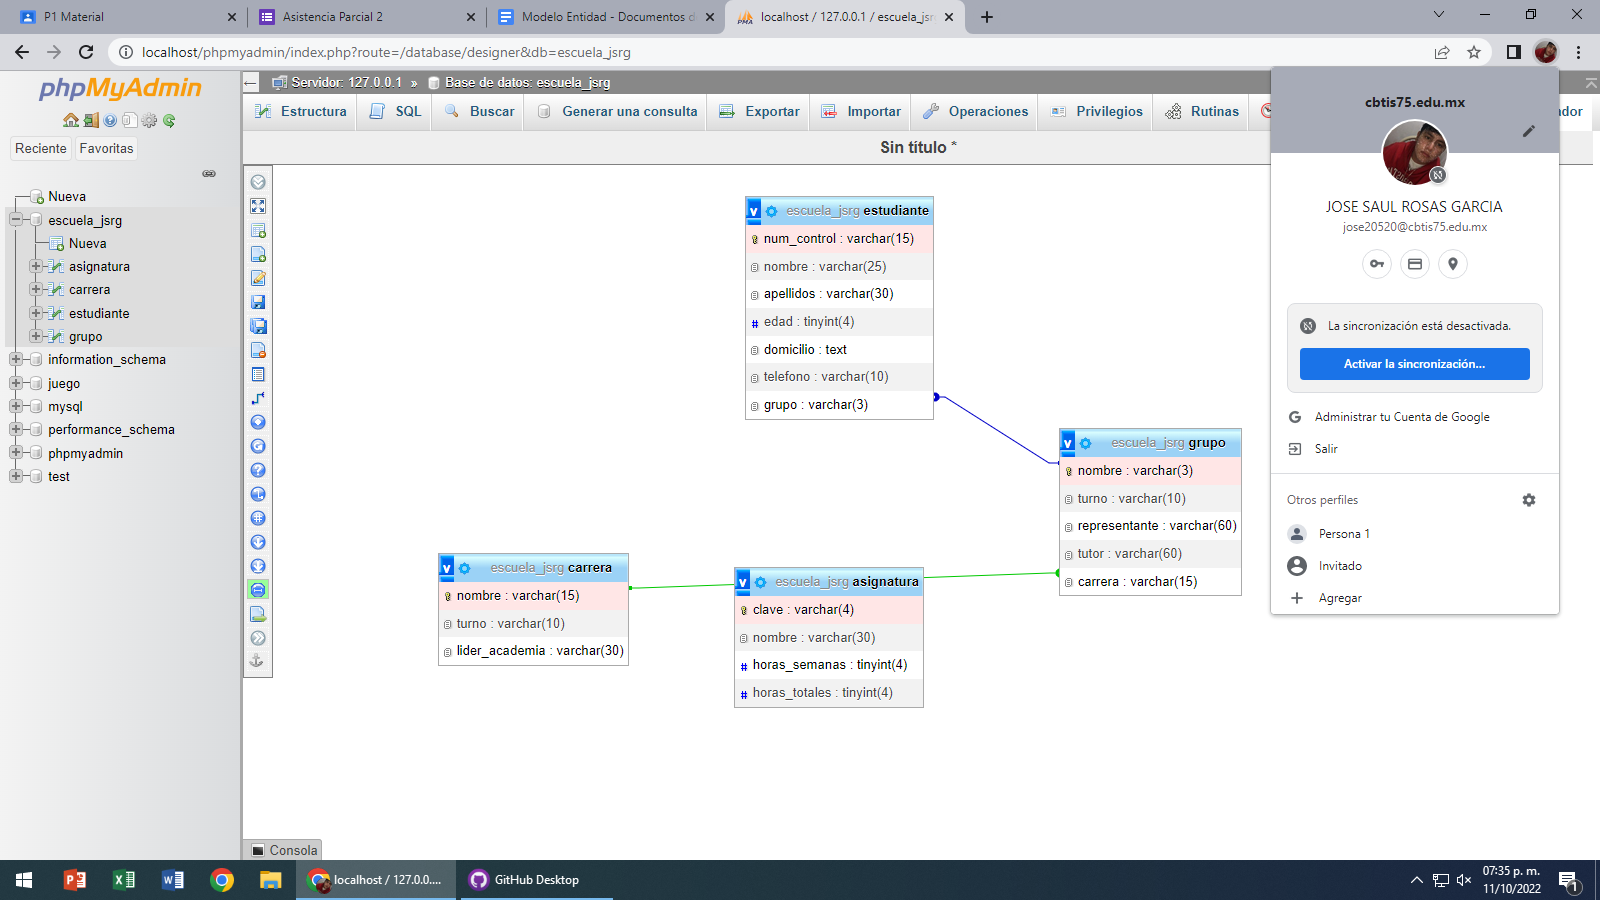 P1 Material
Asistencia Parcial 2
Modelo Entidad - Documentos d
localhost / 127.0.0.1 / escuela_jsr
localhost/phpmyadmin/index.php?route=/database/designer&db=escuela_jsrg
phpMyAdmin
Reciente
Favoritas
Nueva
escuela_jsrg
Nueva
asignatura
carrera
estudiante
grupo
information_schema
juego
mysql
performance_schema
phpmyadmin
test
Servidor: 127.0.0.1 » Base de datos: escuela_jsrg
Estructura
SQL
Buscar
Generar una consulta
Exportar
Importar
Operaciones
Privilegios
Rutinas
ador
Sin título *
v escuela_jsrg estudiante
num_control : varchar(15)
nombre : varchar(25)
apellidos : varchar(30)
# edad : tinyint(4)
domicilio : text
telefono : varchar(10)
grupo : varchar(3)
v escuela_jsrg grupo
nombre : varchar(3)
turno : varchar(10)
representante : varchar(60)
tutor : varchar(60)
carrera : varchar(15)
v escuela_jsrg carrera
nombre : varchar(15)
turno : varchar(10)
lider_academia : varchar(30)
v escuela_jsrg asignatura
clave : varchar(4)
nombre : varchar(30)
# horas_semanas : tinyint(4)
# horas_totales : tinyint(4)
cbtis75.edu.mx
JOSE SAUL ROSAS GARCIA
jose20520@cbtis75.edu.mx
La sincronización está desactivada.
Activar la sincronización...
Administrar tu Cuenta de Google
Salir
Otros perfiles
Persona 1
Invitado
Agregar
Consola
localhost / 127.0.0....
GitHub Desktop
07:35 p. m.
11/10/2022
1